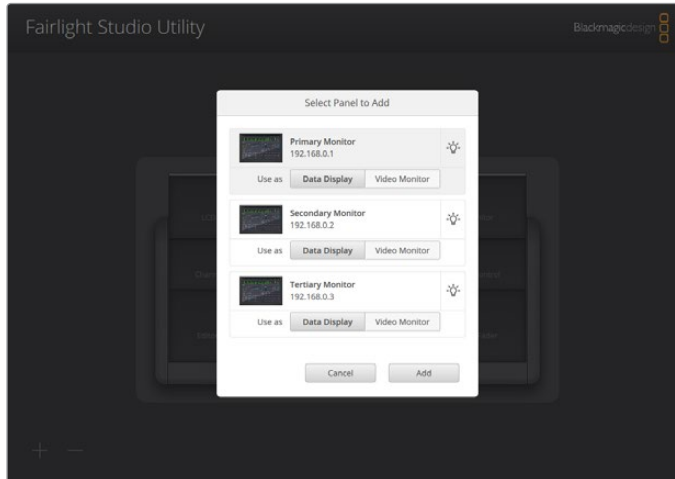 Fairlight Studio Utility
Blackmagicdesign
Select Panel to Add
Primary Monitor
192.168.0.1
Use as Data Display Video Monitor
Secondary Monitor
192.168.0.2
Use as Data Display Video Monitor
Tertiary Monitor
192.168.0.3
Use as Data Display Video Monitor
Cancel Add